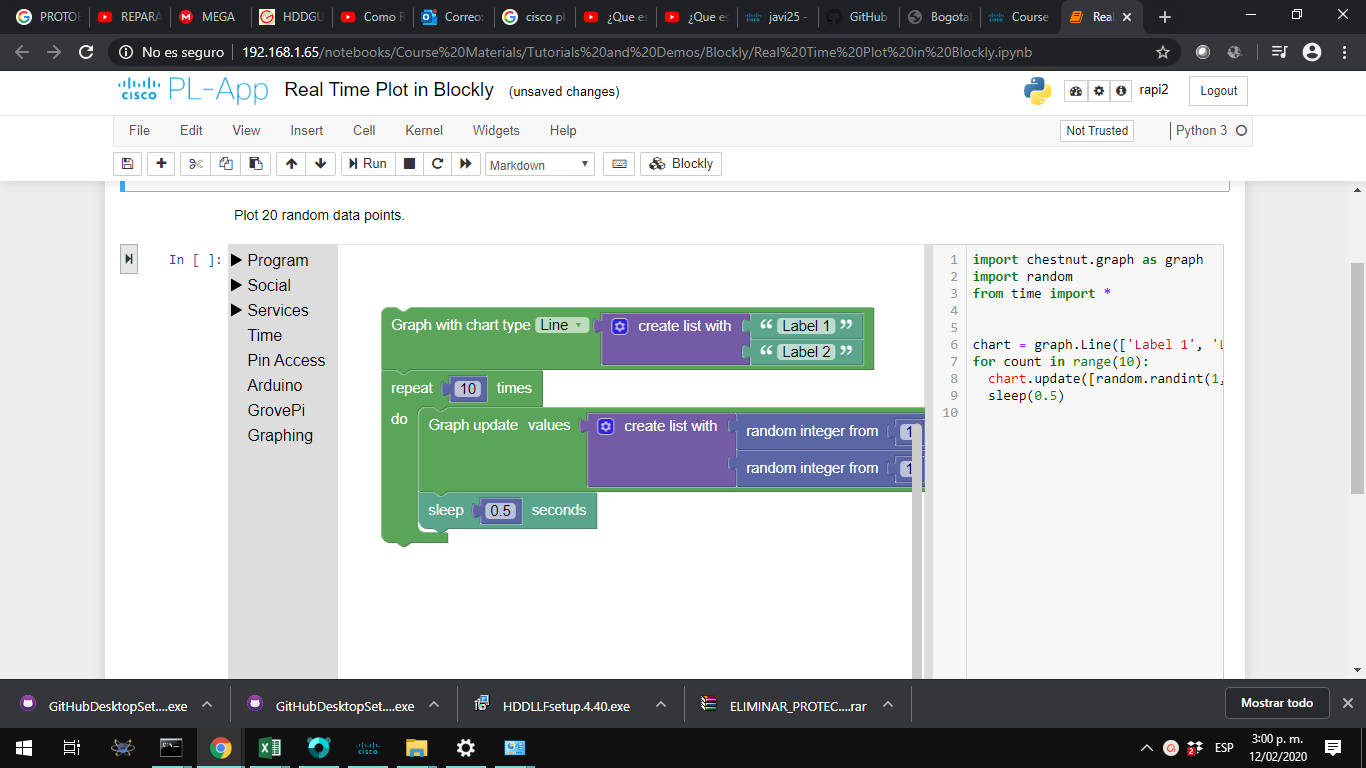 PROTO
REPARA
MEGA
HDDGU
Como
Correo:
cisco p
¿Que es
¿Que es
javi25 -
GitHub
Bogota
Course
Rea
No es seguro
192.168.1.65/notebooks/Course%20Materials/Tutorials%20and%20Demos/Blockly/Real%20Time%20Plot%20in%20Blockly.ipynb
cisco PL-App Real Time Plot in Blockly (unsaved changes)
rapi2
Logout
File Edit View Insert Cell Kernel Widgets Help
Not Trusted
Python 3
Run
Markdown
Blockly
Plot 20 random data points.
In [ ]:
Program
Social
Services
Time
Pin Access
Arduino
GrovePi
Graphing
Graph with chart type Line create list with “ Label 1 ”
“ Label 2 ”
repeat 10 times
do Graph update values create list with random integer from 1
random integer from 1
sleep 0.5 seconds
1 import chestnut.graph as graph
2 import random
3 from time import *
4
5
6 chart = graph.Line(['Label 1', 'L
7 for count in range(10):
8 chart.update([random.randint(1,
9 sleep(0.5)
10
GitHubDesktopSet....exe
GitHubDesktopSet....exe
HDDLLFsetup.4.40.exe
ELIMINAR_PROTEC....rar
Mostrar todo
cisco
ESP
3:00 p. m.
12/02/2020